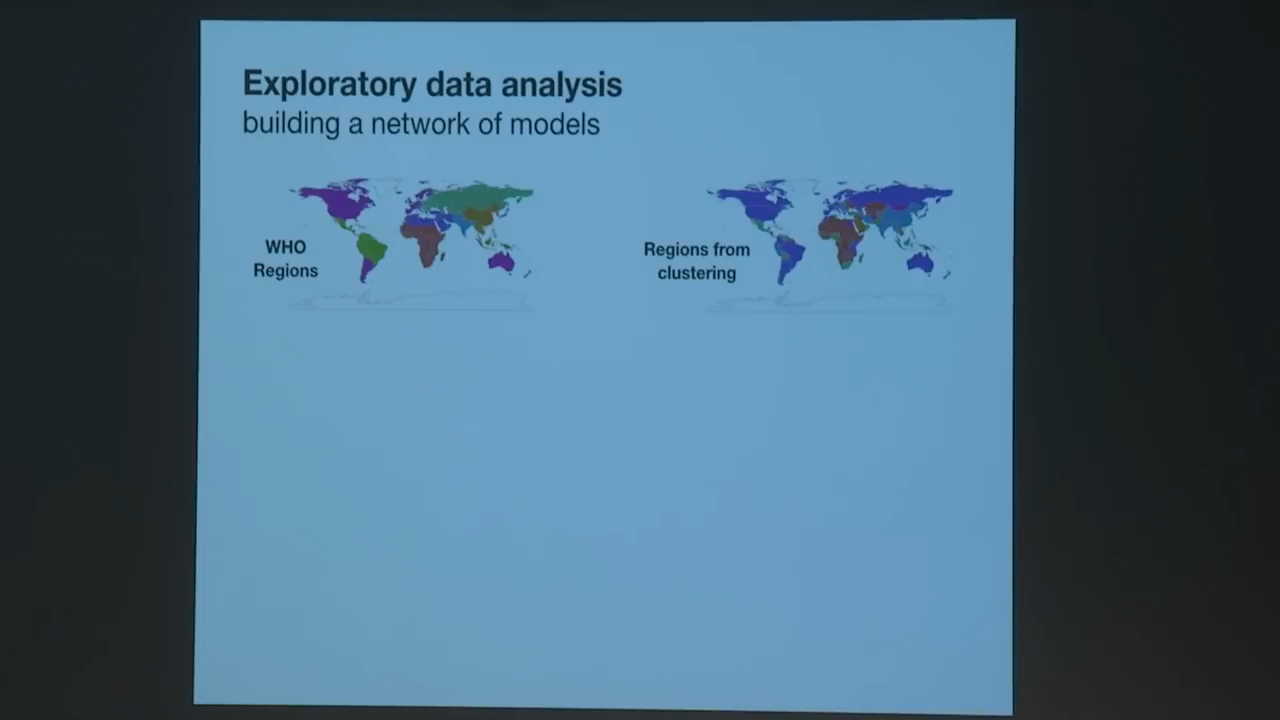 Exploratory data analysis
building a network of models
WHO
Regions
Regions from
clustering